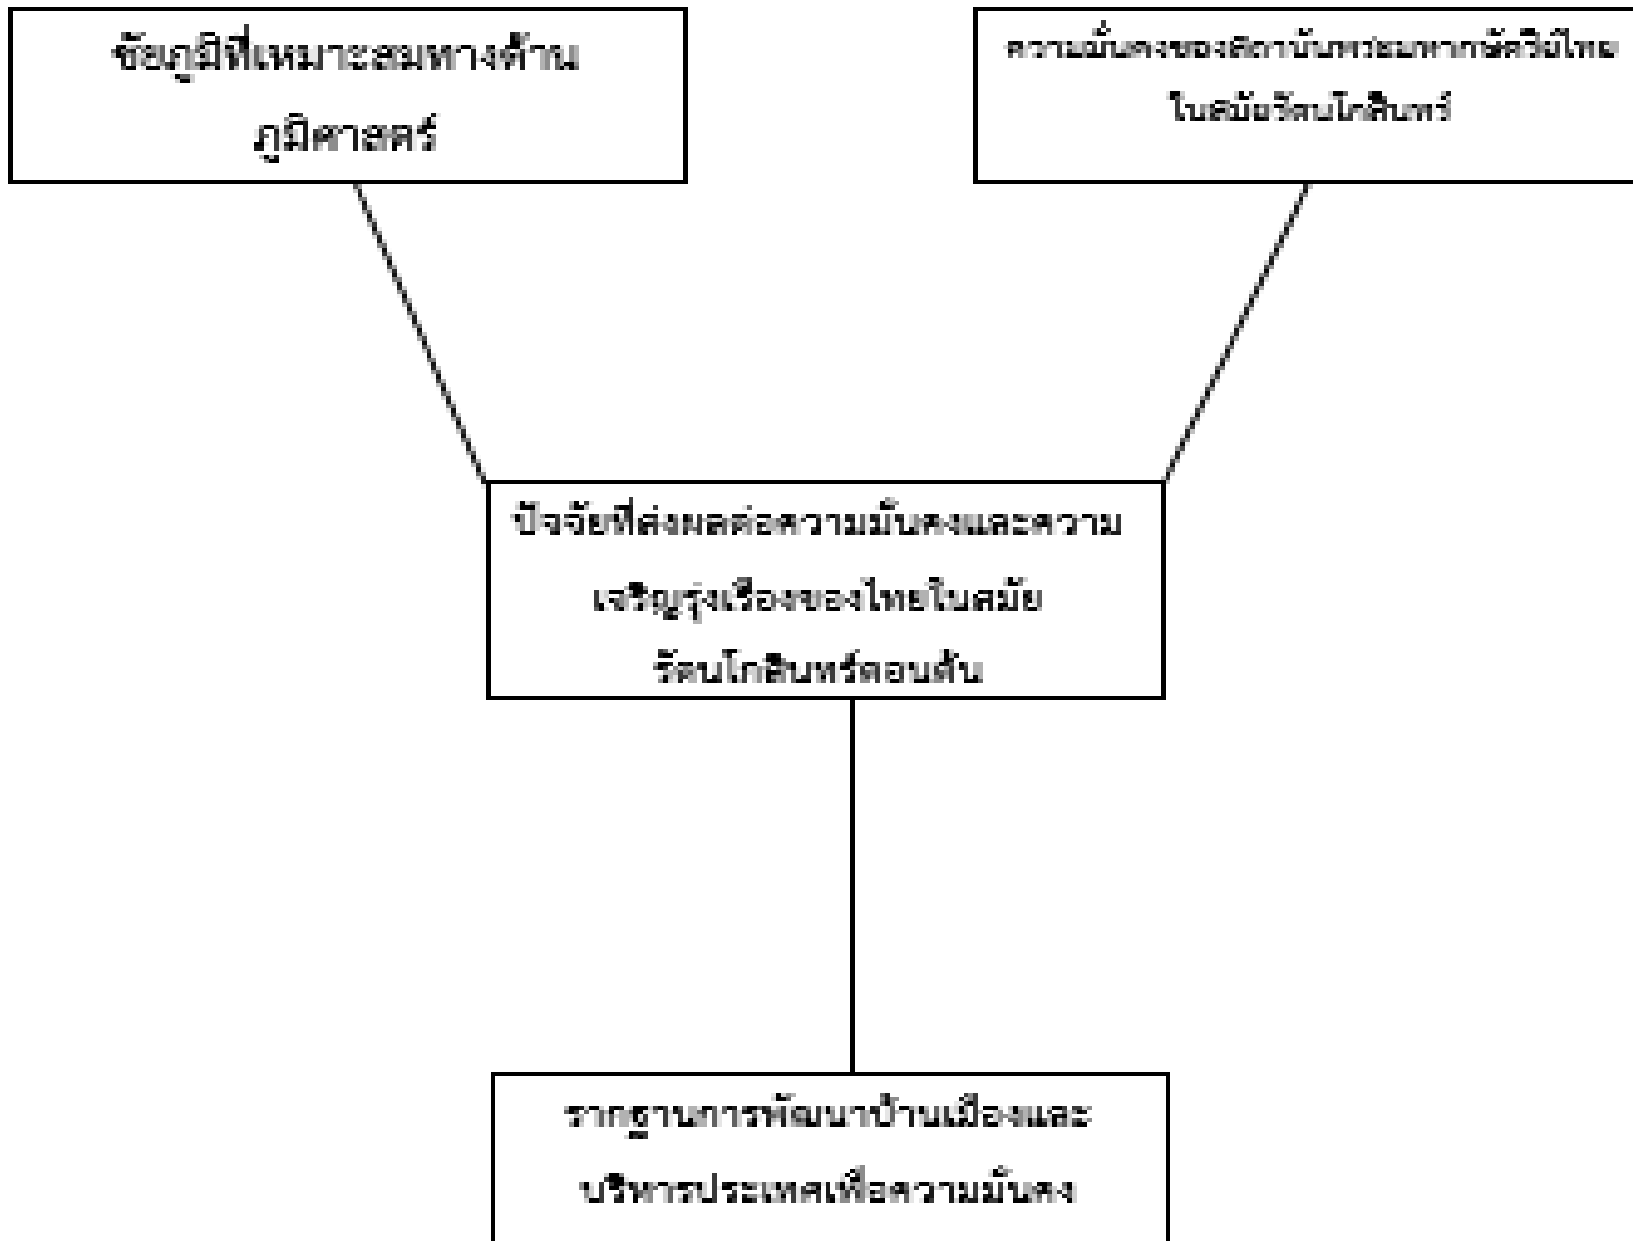 ชัยภูมิที่เหมาะสมทางด้าน
ภูมิศาสตร์
ความมั่นคงของสถาบันพระมหากษัตริย์ไทย
ในสมัยรัตนโกสินทร์
ปัจจัยที่ส่งผลต่อความมั่นคงและความ
เจริญรุ่งเรืองของไทยในสมัย
รัตนโกสินทร์ตอนต้น
รากฐานการพัฒนาบ้านเมืองและ
บริหารประเทศเพื่อความมั่นคง